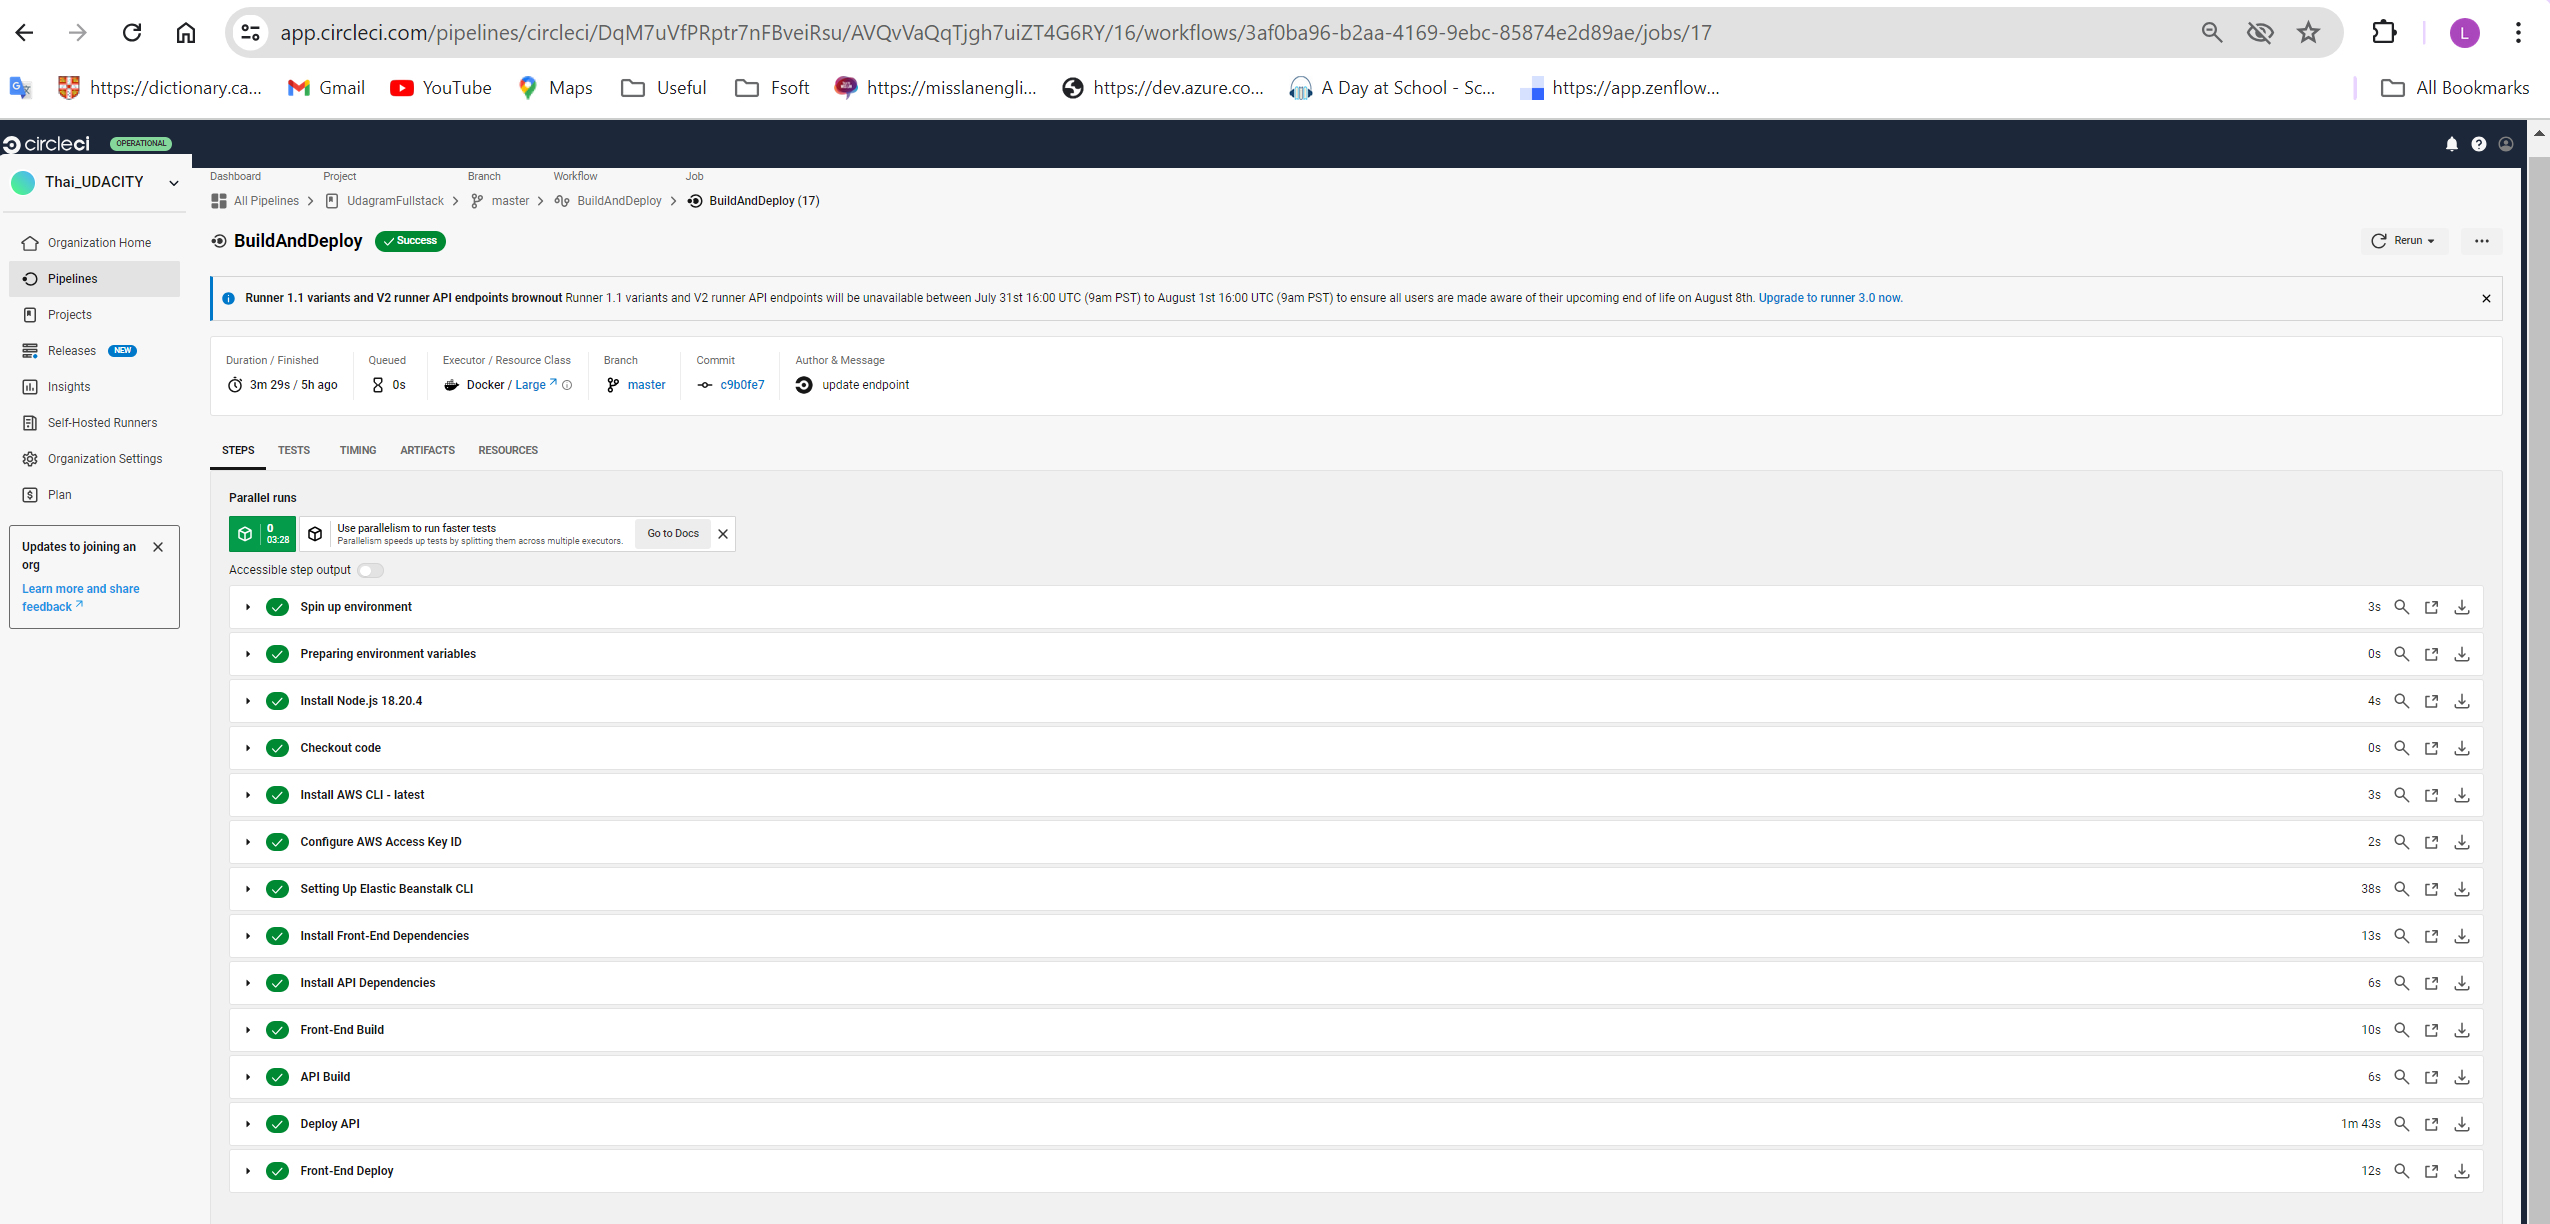 app.circleci.com/pipelines/circleci/DqM7uVfPRptr7nFBveiRsu/AVQvVaQqTjgh7uiZT4G6RY/16/workflows/3af0ba96-b2aa-4169-9ebc-85874e2d89ae/jobs/17
L
https://dictionary.ca... Gmail YouTube Maps Useful Fsoft https://misslanengli... https://dev.azure.co... A Day at School - Sc... https://app.zenflow... All Bookmarks
circleci OPERATIONAL
Thai_UDACITY
Organization Home
Pipelines
Projects
Releases NEW
Insights
Self-Hosted Runners
Organization Settings
Plan
Updates to joining an
org
Learn more and share
feedback
Dashboard Project Branch Workflow Job
All Pipelines UdagramFullstack master BuildAndDeploy BuildAndDeploy (17)
BuildAndDeploy Success Rerun
Runner 1.1 variants and V2 runner API endpoints brownout Runner 1.1 variants and V2 runner API endpoints will be unavailable between July 31st 16:00 UTC (9am PST) to August 1st 16:00 UTC (9am PST) to ensure all users are made aware of their upcoming end of life on August 8th. Upgrade to runner 3.0 now.
Duration / Finished Queued Executor / Resource Class Branch Commit Author & Message
3m 29s / 5h ago 0s Docker / Large master c9b0fe7 update endpoint
STEPS TESTS TIMING ARTIFACTS RESOURCES
Parallel runs
0
03:28
Use parallelism to run faster tests
Parallelism speeds up tests by splitting them across multiple executors.
Go to Docs
Accessible step output
Spin up environment 3s
Preparing environment variables 0s
Install Node.js 18.20.4 4s
Checkout code 0s
Install AWS CLI - latest 3s
Configure AWS Access Key ID 2s
Setting Up Elastic Beanstalk CLI 38s
Install Front-End Dependencies 13s
Install API Dependencies 6s
Front-End Build 10s
API Build 6s
Deploy API 1m 43s
Front-End Deploy 12s